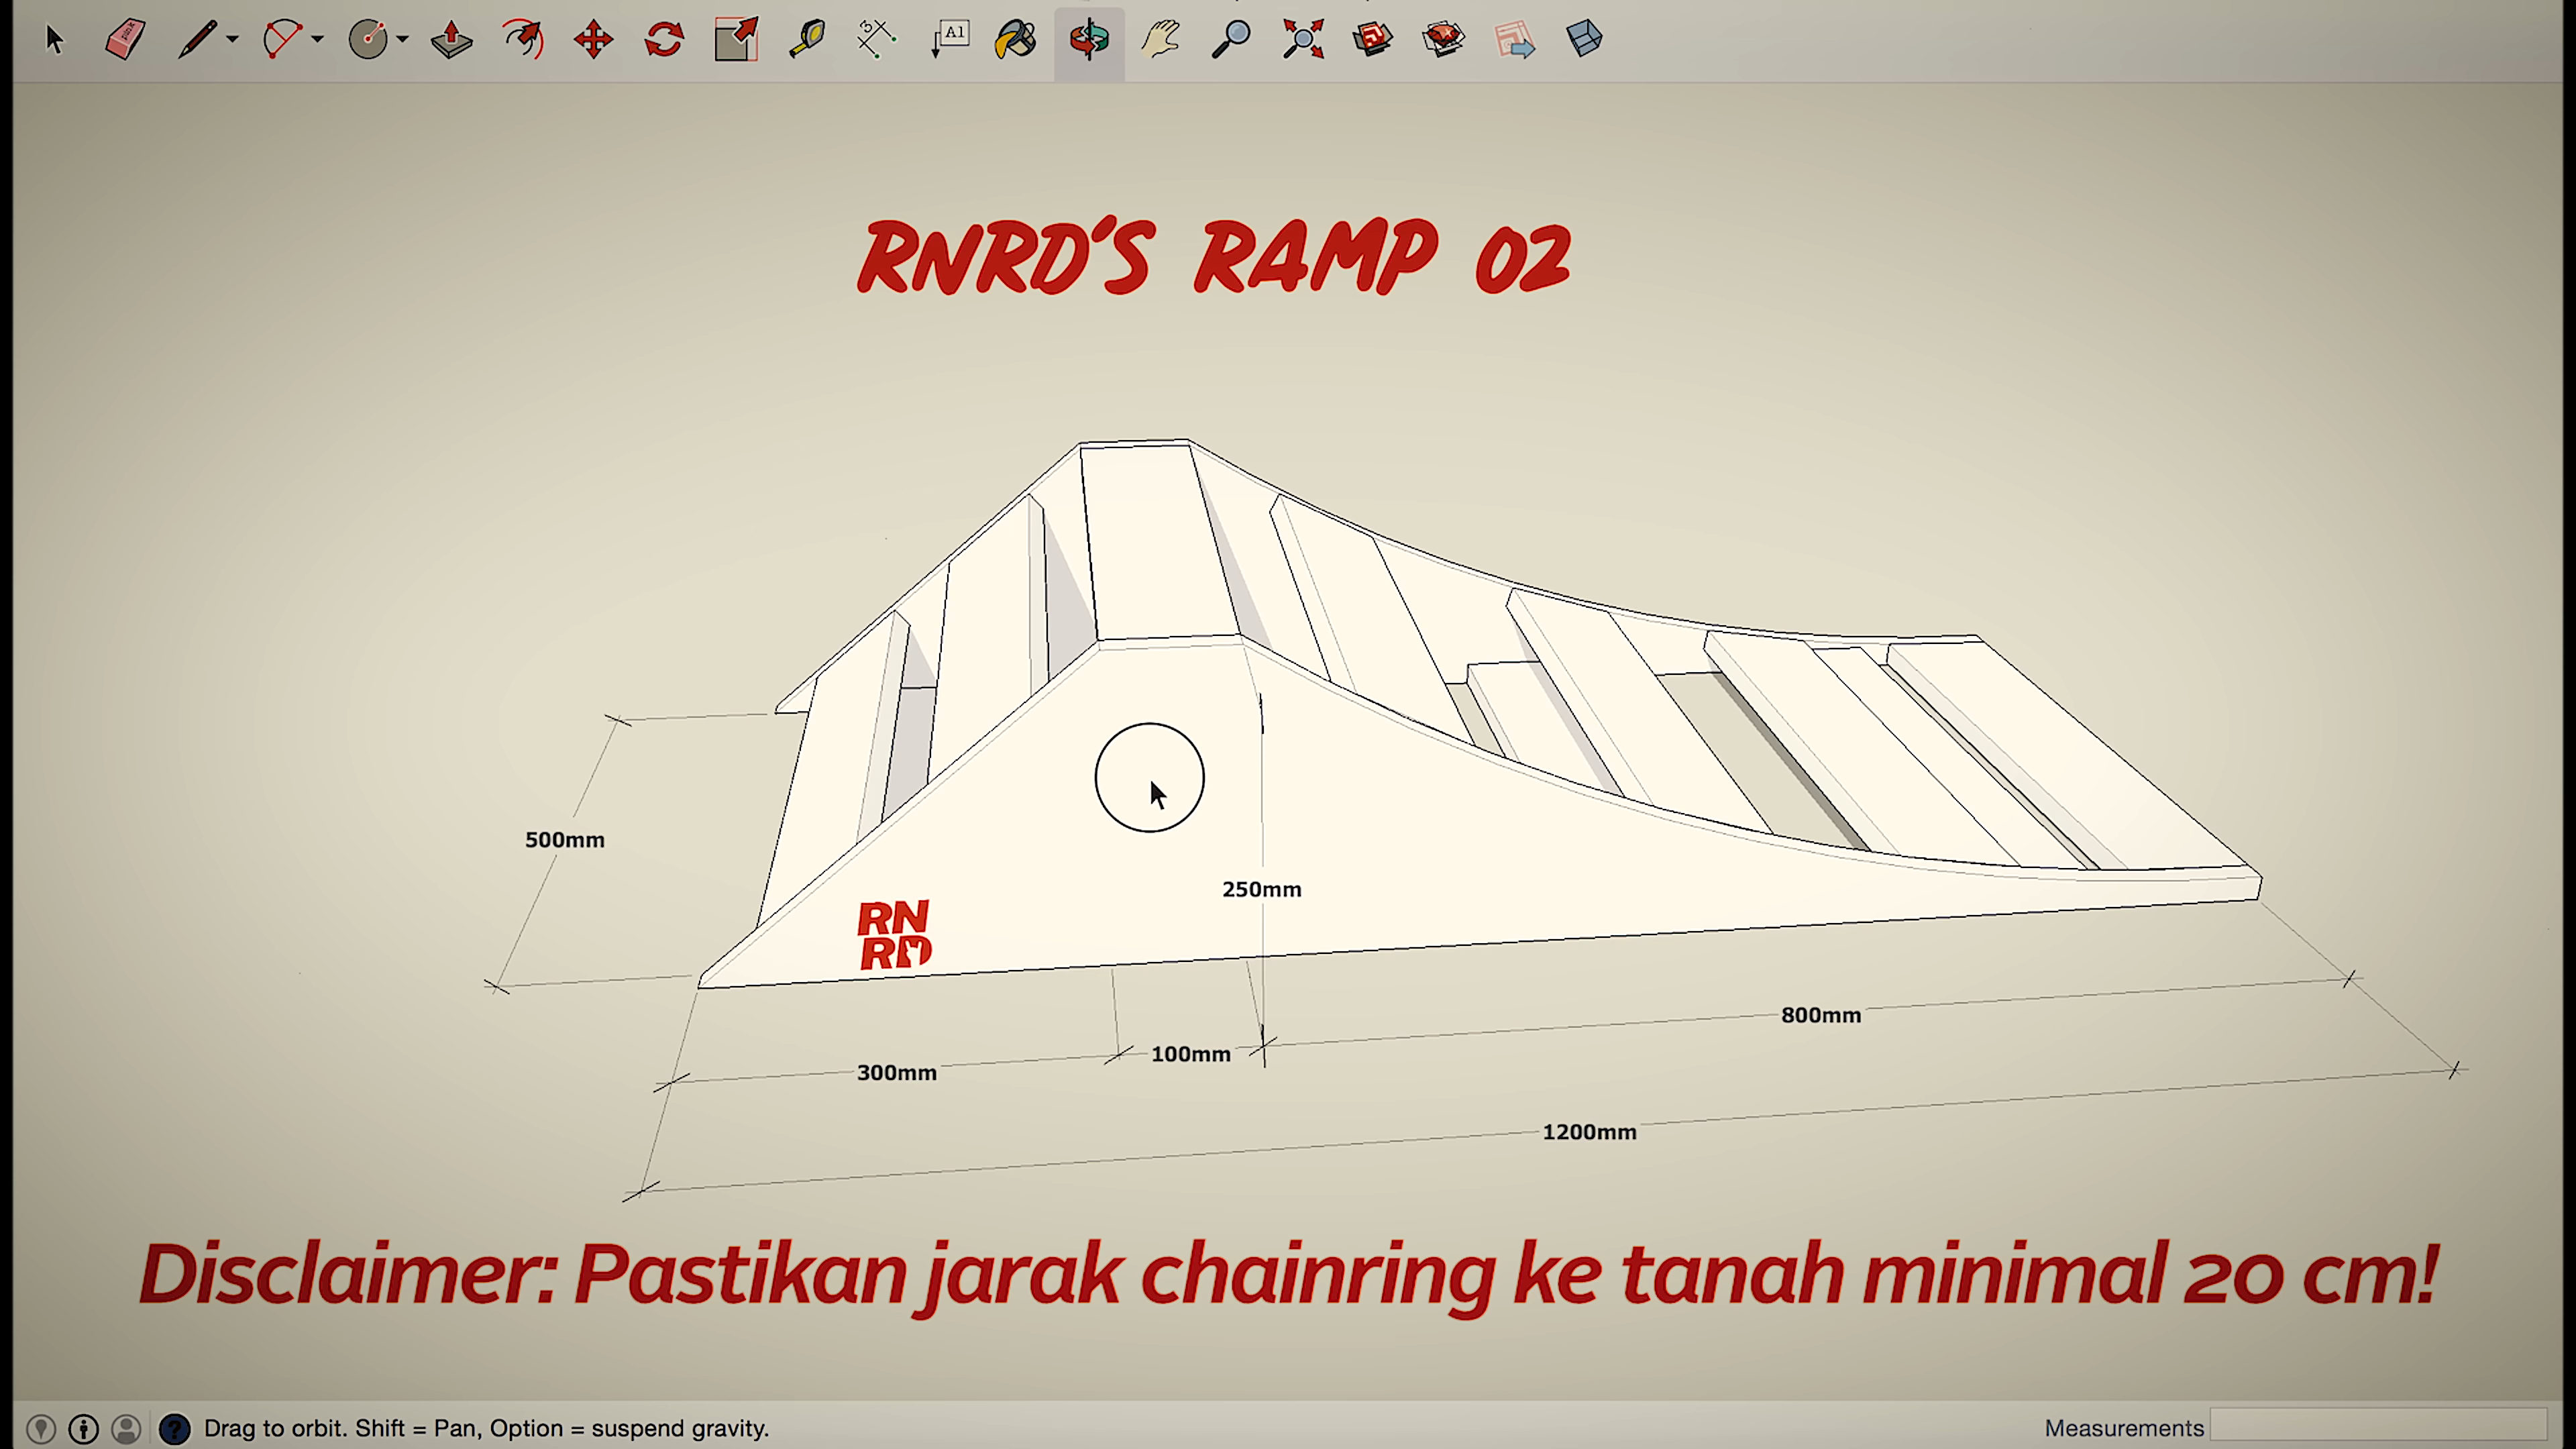 A1
RNRD'S RAMP 02
500mm
250mm
RN
RD
800mm
100mm
300mm
1200mm
Disclaimer: Pastikan jarak chainring ke tanah minimal 20 cm!
Drag to orbit. Shift = Pan, Option = suspend gravity.
Measurements